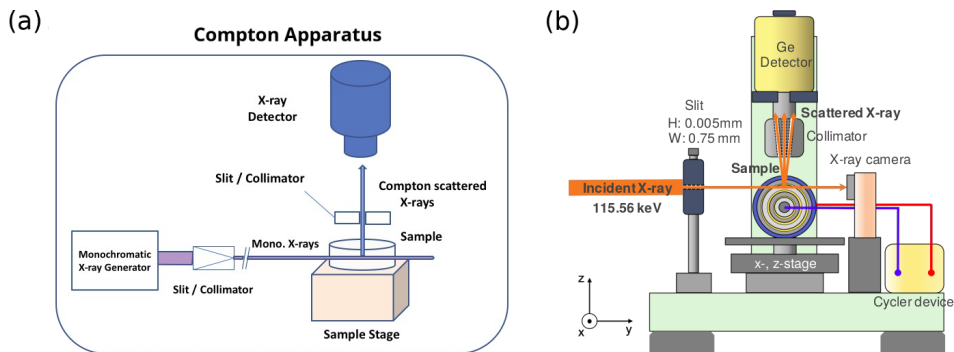 (a)
Compton Apparatus
X-ray
Detector
Slit / Collimator
Compton scattered
X-rays
Sample
Mono. X-rays
Monochromatic
X-ray Generator
Slit / Collimator
Sample Stage
(b)
Ge
Detector
Slit
H: 0.005mm
W: 0.75 mm
Scattered X-ray
Collimator
Sample
X-ray camera
Incident X-ray
115.56 keV
x-, z-stage
Cycler device
z
x
y